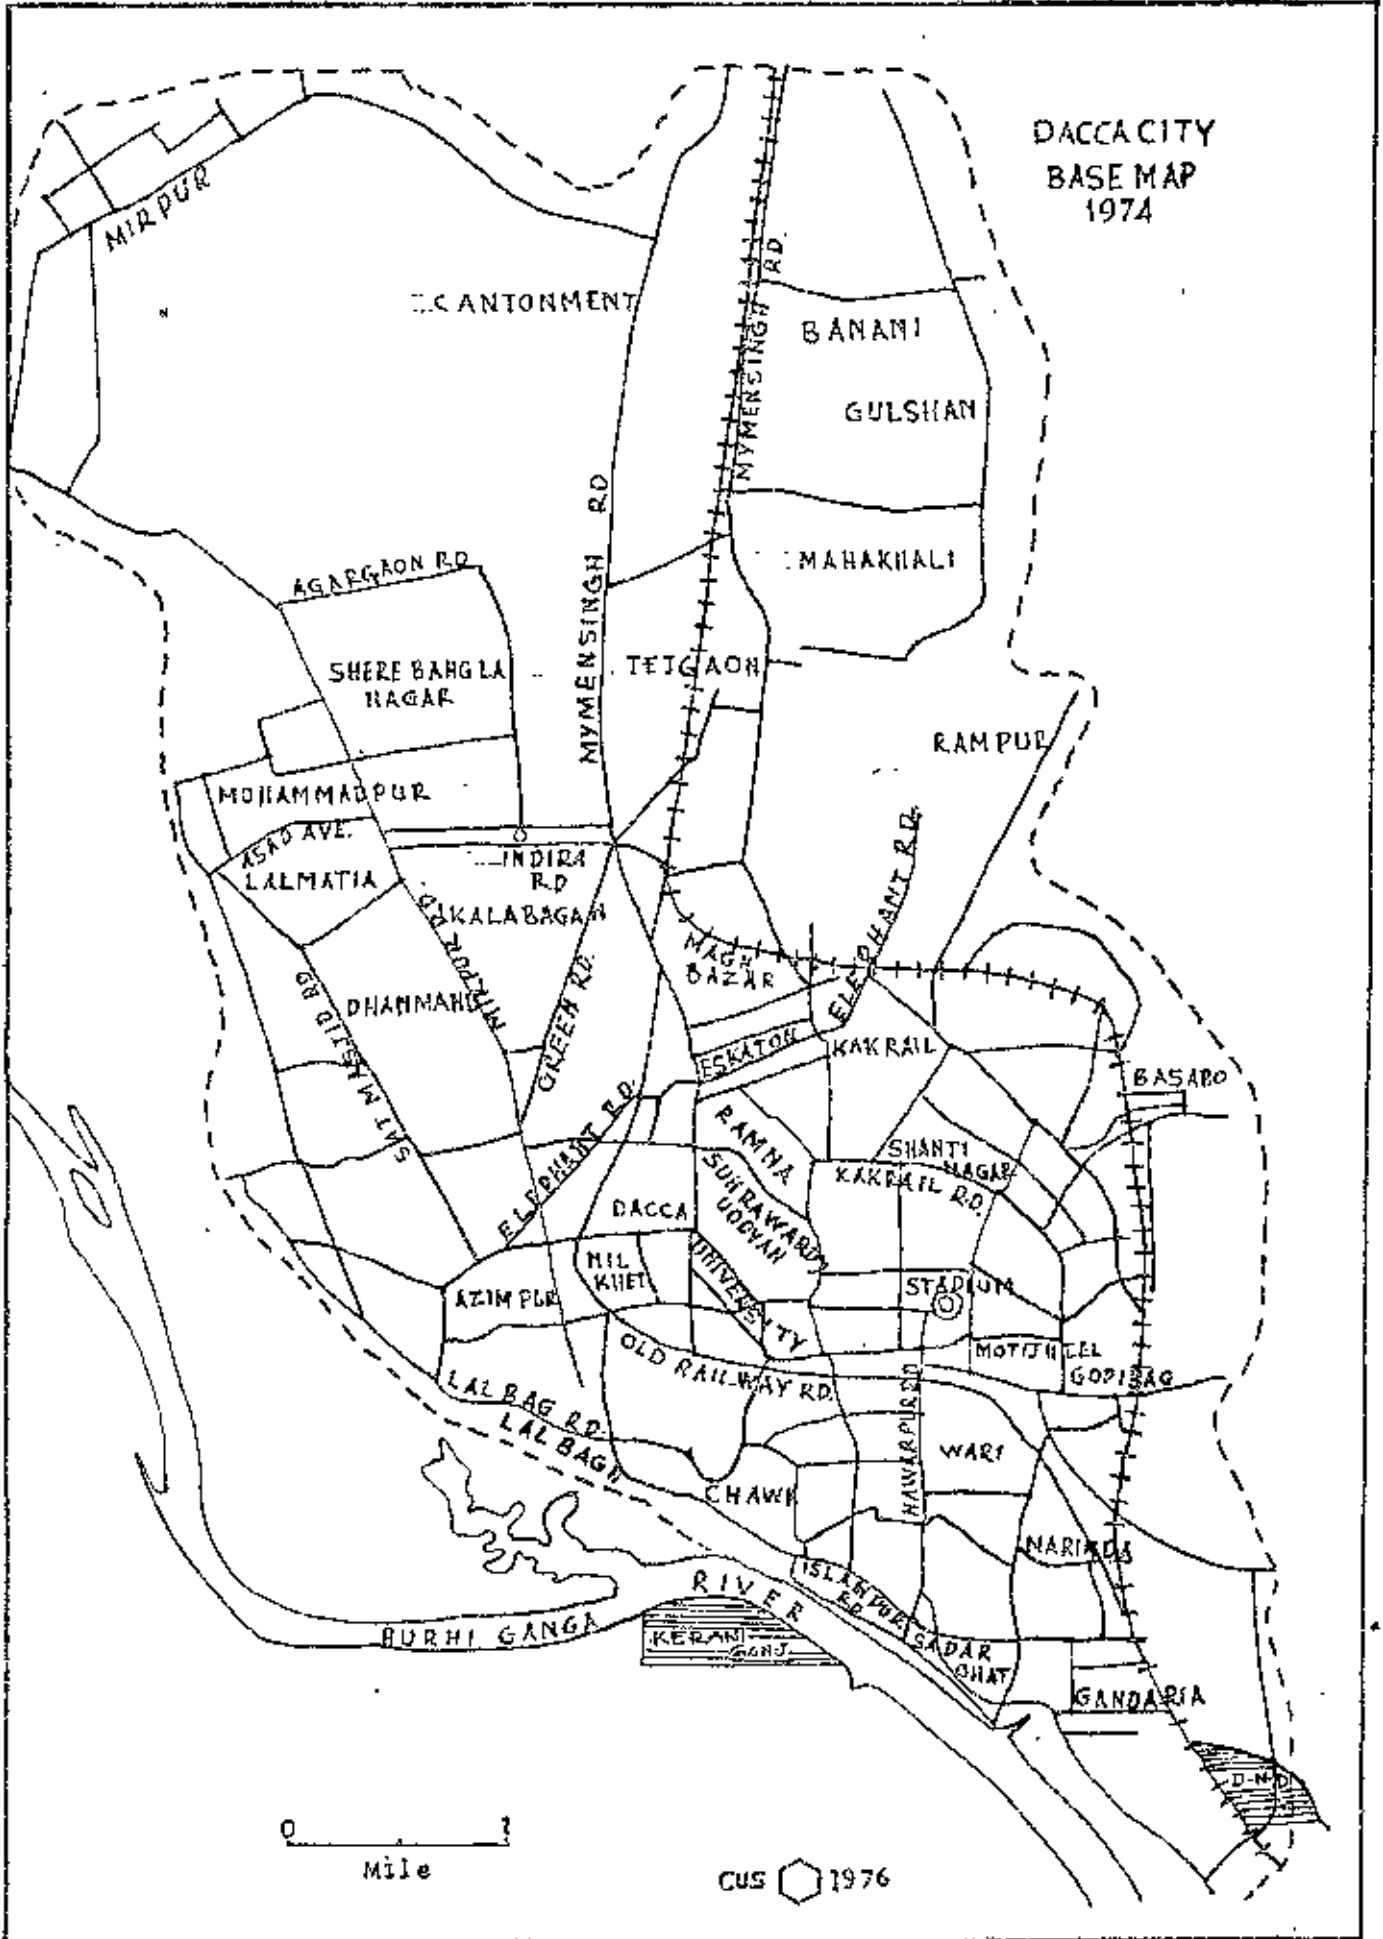 DACCA CITY
BASE MAP
1974
MIRPUR
CANTONMENT
MYMENSINGH RD
BANANI
GULSHAN
MYMENSINGH RD
MAHAKHALI
AGARGAON RD
SHERE BANGLA
NAGAR
TEJGAON
RAMPUR
MOHAMMADPUR
ASAD AVE.
LALMATIA
INDIRA
RD
KALABAGAN
MIRPUR RD.
ELEPHANT RD.
MAGH
BAZAR
DHANMANDI
SAT MASJID RD
GREEN RD.
ESKATON
KAKRAIL
BASABO
ELEPHANT RD.
RAMNA
SHANTI
NAGAR
KAKRAIL RD.
SUHRAWARDY
UDDYAN
DACCA
UNIVERSITY
NIL
KHET
AZIMPUR
STADIUM
MOTIJHEEL
GOPIBAG
OLD RAILWAY RD.
LAL BAG RD.
LAL BAGH
NAWARPUR RD
WARI
CHAWK
NARINDA
ISLAMPUR
RD.
SADAR
GHAT
BURHI GANGA
RIVER
KERANI
GANJ.
GANDARIA
D-N-D
0 1
Mile
CUS 1976